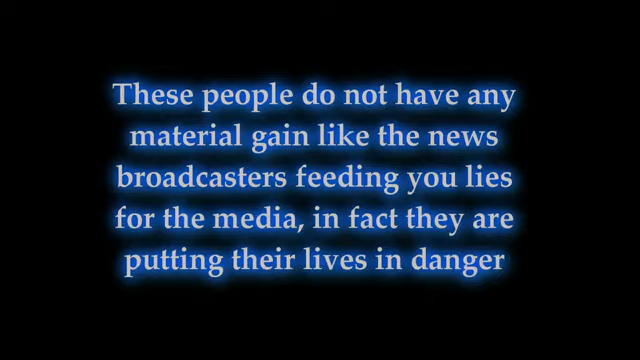 These people do not have any
material gain like the news
broadcasters feeding you lies
for the media, in fact they are
putting their lives in danger